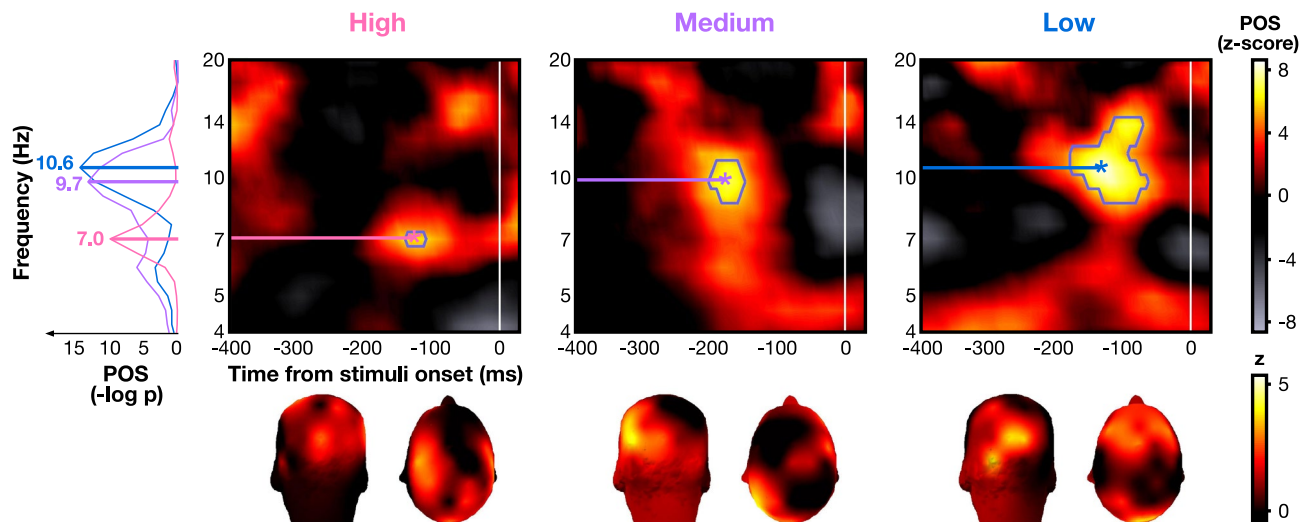 High
Medium
Low
POS
(z-score)
Frequency (Hz)
10.6
9.7
7.0
15 10 5 0
POS
(-log p)
20
14
10
7
5
4
-400 -300 -200 -100 0
Time from stimuli onset (ms)
*
20
14
10
7
5
4
-400 -300 -200 -100 0
*
20
14
10
7
5
4
-400 -300 -200 -100 0
*
8
4
0
-4
-8
z
5
0